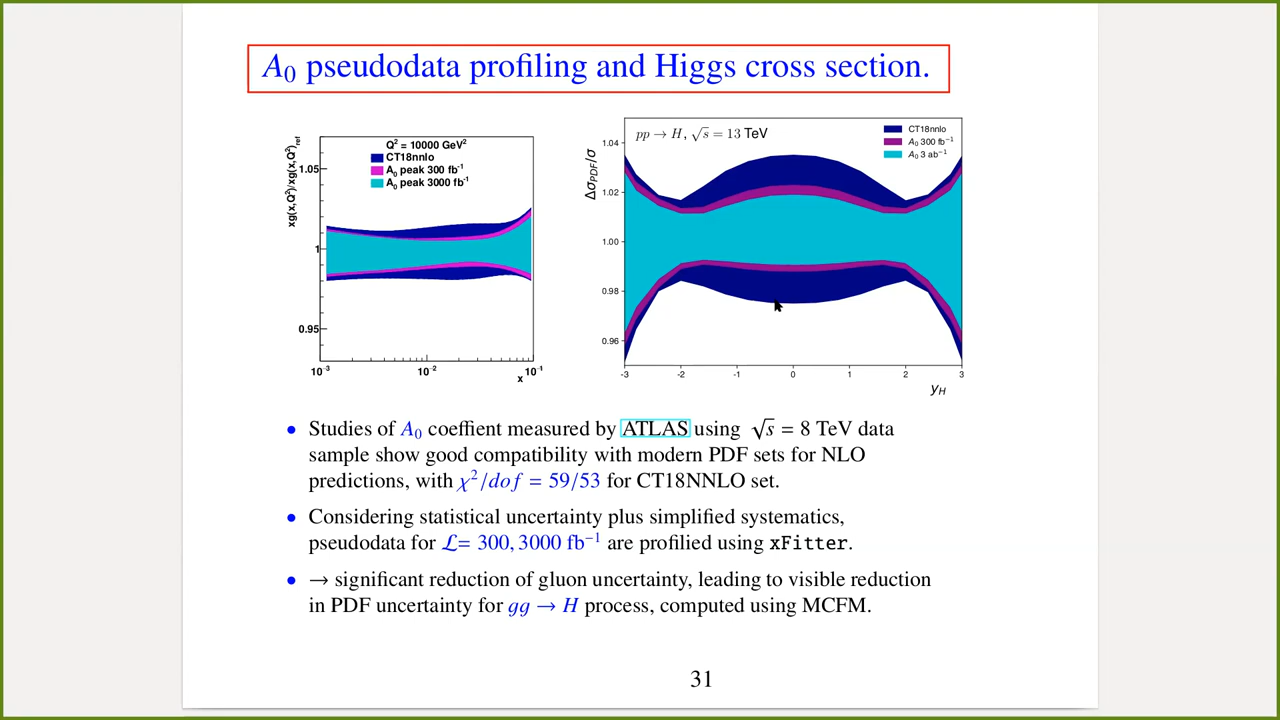 A₀ pseudodata profiling and Higgs cross section.
xg(x,Q²)/xg(x,Q²)ref
Q² = 10000 GeV²
CT18nnlo
A₀ peak 300 fb⁻¹
A₀ peak 3000 fb⁻¹
1.05
1
0.95
10⁻³
10⁻²
10⁻¹
x
ΔσPDF/σ
pp → H, √s = 13 TeV
CT18nnlo
A₀ 300 fb⁻¹
A₀ 3 ab⁻¹
1.04
1.02
1.00
0.98
0.96
-3 -2 -1 0 1 2 3
yH
• Studies of A₀ coeffient measured by ATLAS using √s = 8 TeV data
sample show good compatibility with modern PDF sets for NLO
predictions, with χ²/dof = 59/53 for CT18NNLO set.
• Considering statistical uncertainty plus simplified systematics,
pseudodata for ℒ= 300, 3000 fb⁻¹ are profilied using xFitter.
• → significant reduction of gluon uncertainty, leading to visible reduction
in PDF uncertainty for gg → H process, computed using MCFM.
31